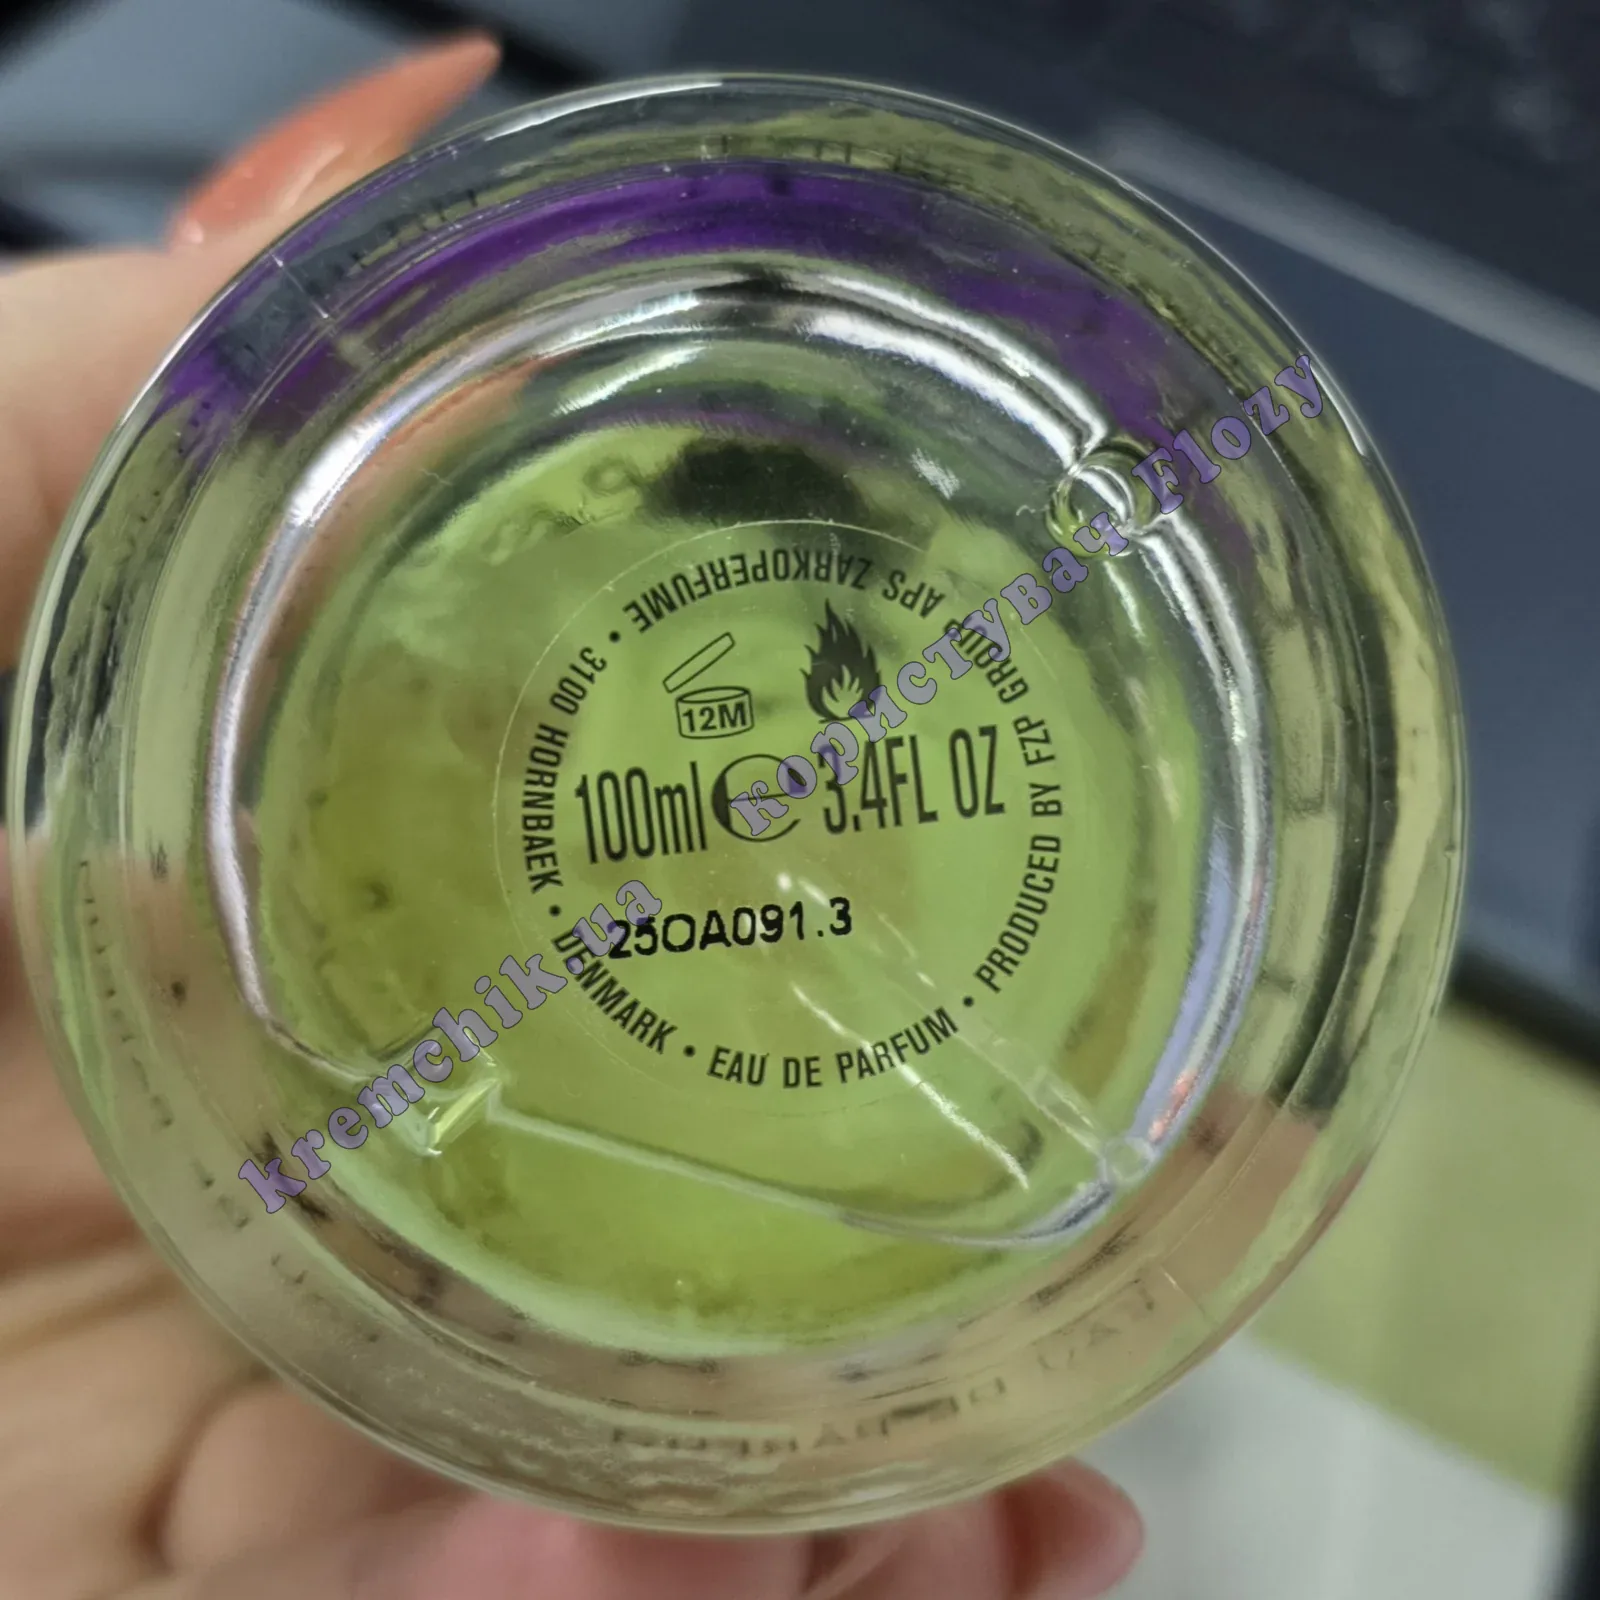 APS ZARKOPERFUME • 3100 HORNBAEK • DENMARK • EAU DE PARFUM • PRODUCED BY FZP GROUP
12M
100ml e 3.4FL OZ
25OA091.3
kremchik.ua користувач Flozy